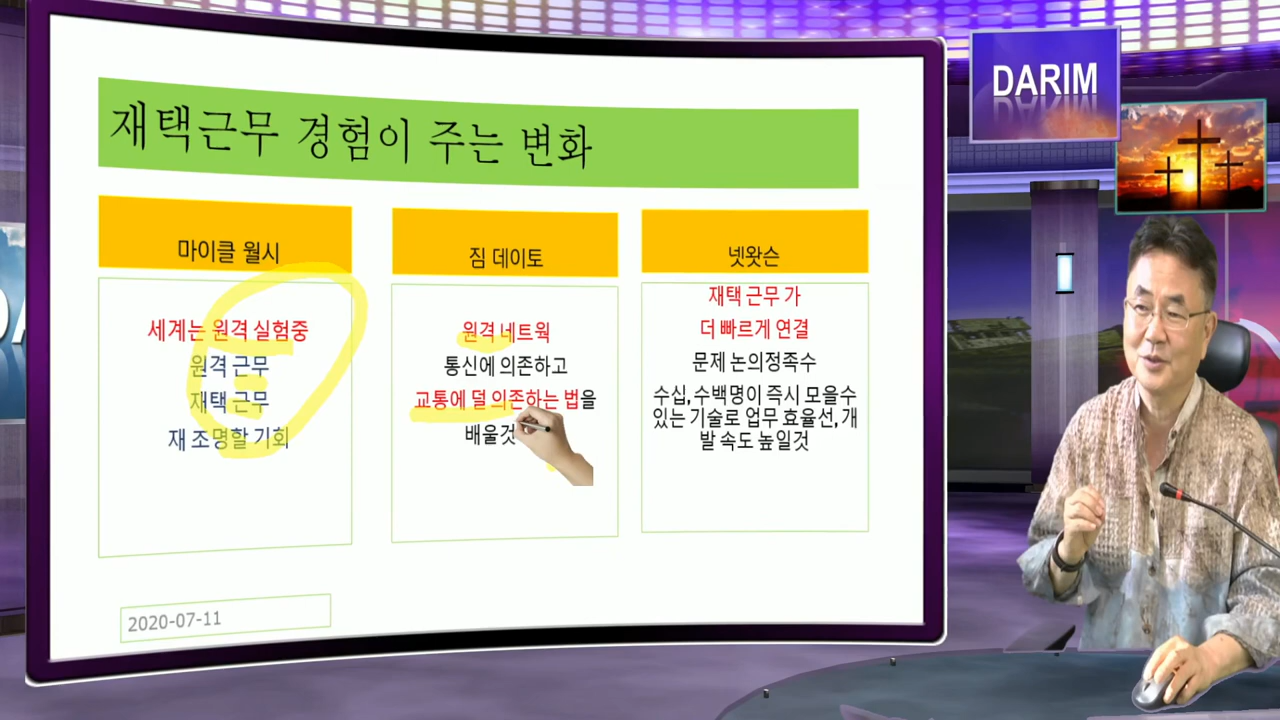 재택근무 경험이 주는 변화
마이클 월시
세계는 원격 실험중
원격 근무
재택 근무
재 조명할 기회
짐 데이토
원격 네트웍
통신에 의존하고
교통에 덜 의존하는 법을
배울것
넷왓슨
재택 근무 가
더 빠르게 연결
문제 논의정족수
수십, 수백명이 즉시 모을수
있는 기술로 업무 효율선, 개
발 속도 높일것
2020-07-11
DARIM